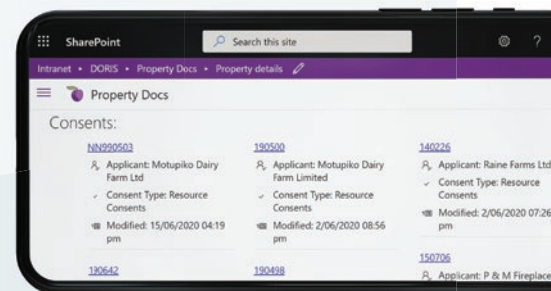 SharePoint
Search this site
?
Intranet • DORIS • Property Docs • Property details
Property Docs
Consents:
NN990503
Applicant: Motupiko Dairy
Farm Ltd
Consent Type: Resource
Consents
Modified: 15/06/2020 04:19
pm
190500
Applicant: Motupiko Dairy
Farm Limited
Consent Type: Resource
Consents
Modified: 2/06/2020 08:56
pm
140226
Applicant: Raine Farms Ltd
Consent Type: Resource
Consents
Modified: 2/06/2020 07:26
pm
190642
190498
150706
Applicant: P & M Fireplace